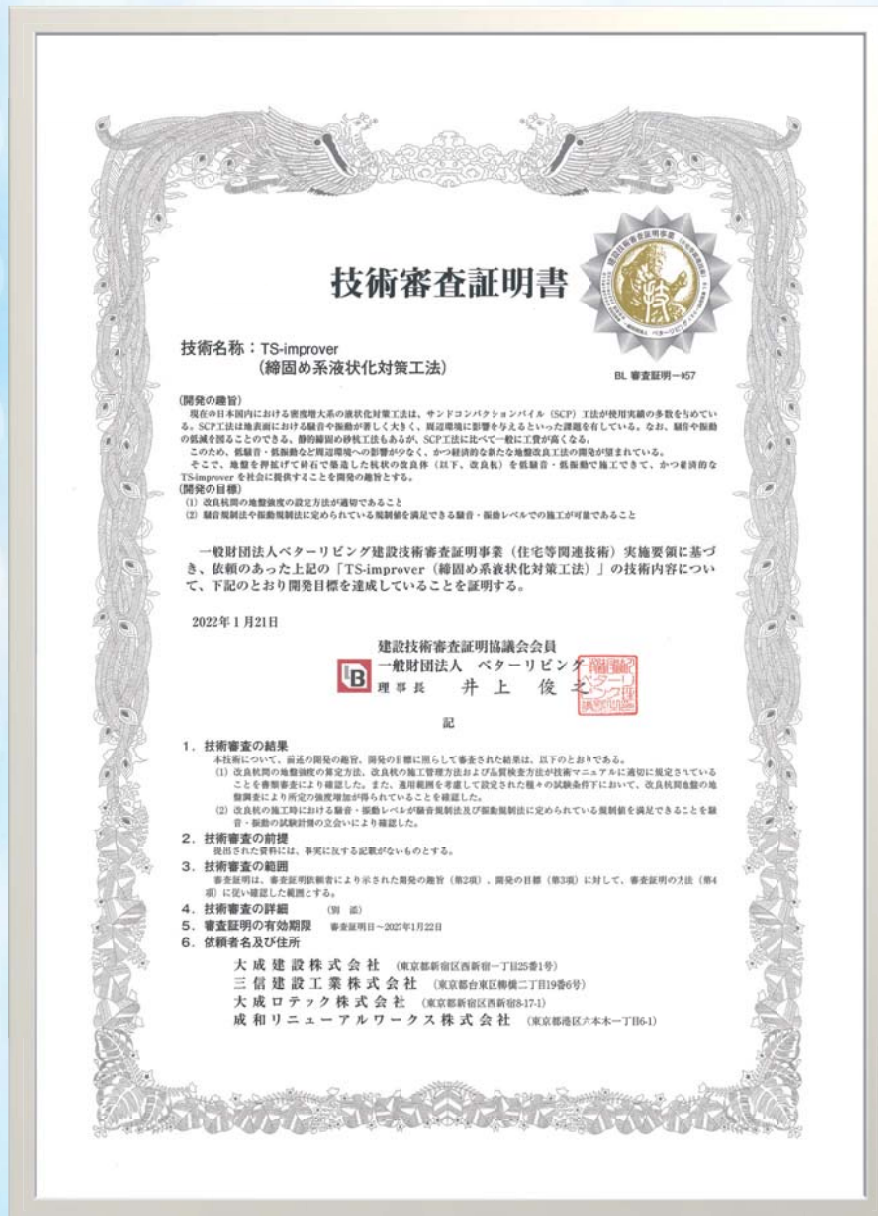 技術審査証明書
技術名称：TS-improver
（締固め系液状化対策工法）
BL 審査証明-057
（開発の趣旨）
現在の日本国内における密度増大系の液状化対策工法は、サンドコンパクションパイル（SCP）工法が使用実績の多数を占めてい
る。SCP工法は地表面における騒音や振動が著しく大きく、周辺環境に影響を与えるといった課題を有している。なお、騒音や振動
の低減を図ることのできる、静的締固め砂杭工法もあるが、SCP工法に比べて一般に工費が高くなる。
このため、低騒音・低振動など周辺環境への影響が少なく、かつ経済的な新たな地盤改良工法の開発が望まれている。
そこで、地盤を押拡げて砕石で築造した杭状の改良体（以下、改良杭）を低騒音・低振動で施工できて、かつ経済的な
TS-improver を社会に提供することを開発の趣旨とする。
（開発の目標）
(1) 改良杭間の地盤強度の設定方法が適切であること
(2) 騒音規制法や振動規制法に定められている規制値を満足できる騒音・振動レベルでの施工が可能であること
一般財団法人ベターリビング建設技術審査証明事業（住宅等関連技術）実施要領に基づ
き、依頼のあった上記の「TS-improver（締固め系液状化対策工法）」の技術内容につい
て、下記のとおり開発目標を達成していることを証明する。
2022年1月21日
建設技術審査証明協議会会員
一般財団法人 ベターリビング
理事長 井上 俊之
記
1．技術審査の結果
本技術について、前述の開発の趣旨、開発の目標に照らして審査された結果は、以下のとおりである。
(1) 改良杭間の地盤強度の算定方法、改良杭の施工管理方法および品質検査方法が技術マニュアルに適切に規定されている
ことを書類審査により確認した。また、適用範囲を考慮して設定された種々の試験条件下において、改良杭間地盤の地
盤調査により所定の強度増加が得られていることを確認した。
(2) 改良杭の施工時における騒音・振動レベルが騒音規制法及び振動規制法に定められている規制値を満足できることを騒
音・振動の試験計測の立会いにより確認した。
2．技術審査の前提
提出された資料には、事実に反する記載がないものとする。
3．技術審査の範囲
審査証明は、審査証明依頼者により示された開発の趣旨（第2項）、開発の目標（第3項）に対して、審査証明の方法（第4
項）に従い確認した範囲とする。
4．技術審査の詳細 （別 添）
5．審査証明の有効期限 審査証明日～2027年1月22日
6．依頼者名及び住所
大成建設株式会社 （東京都新宿区西新宿一丁目25番1号）
三信建設工業株式会社 （東京都台東区柳橋二丁目19番6号）
大成ロテック株式会社 （東京都新宿区西新宿8-17-1）
成和リニューアルワークス株式会社 （東京都港区六本木一丁目6-1）